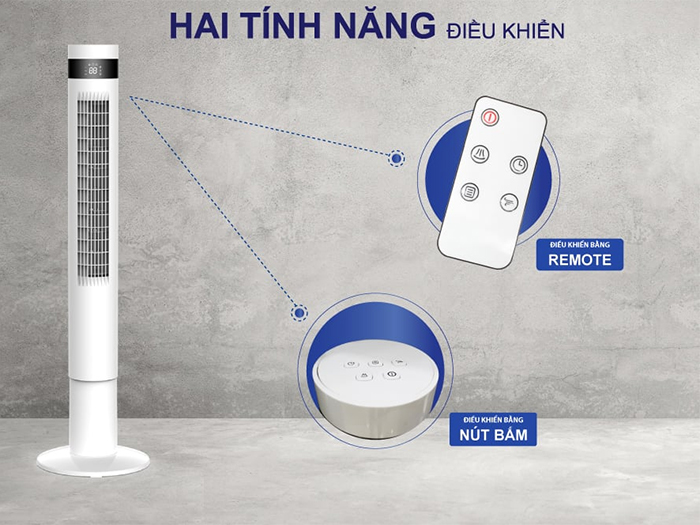 HAI TÍNH NĂNG ĐIỀU KHIỂN
ĐIỀU KHIỂN BẰNG
REMOTE
ĐIỀU KHIỂN BẰNG
NÚT BẤM